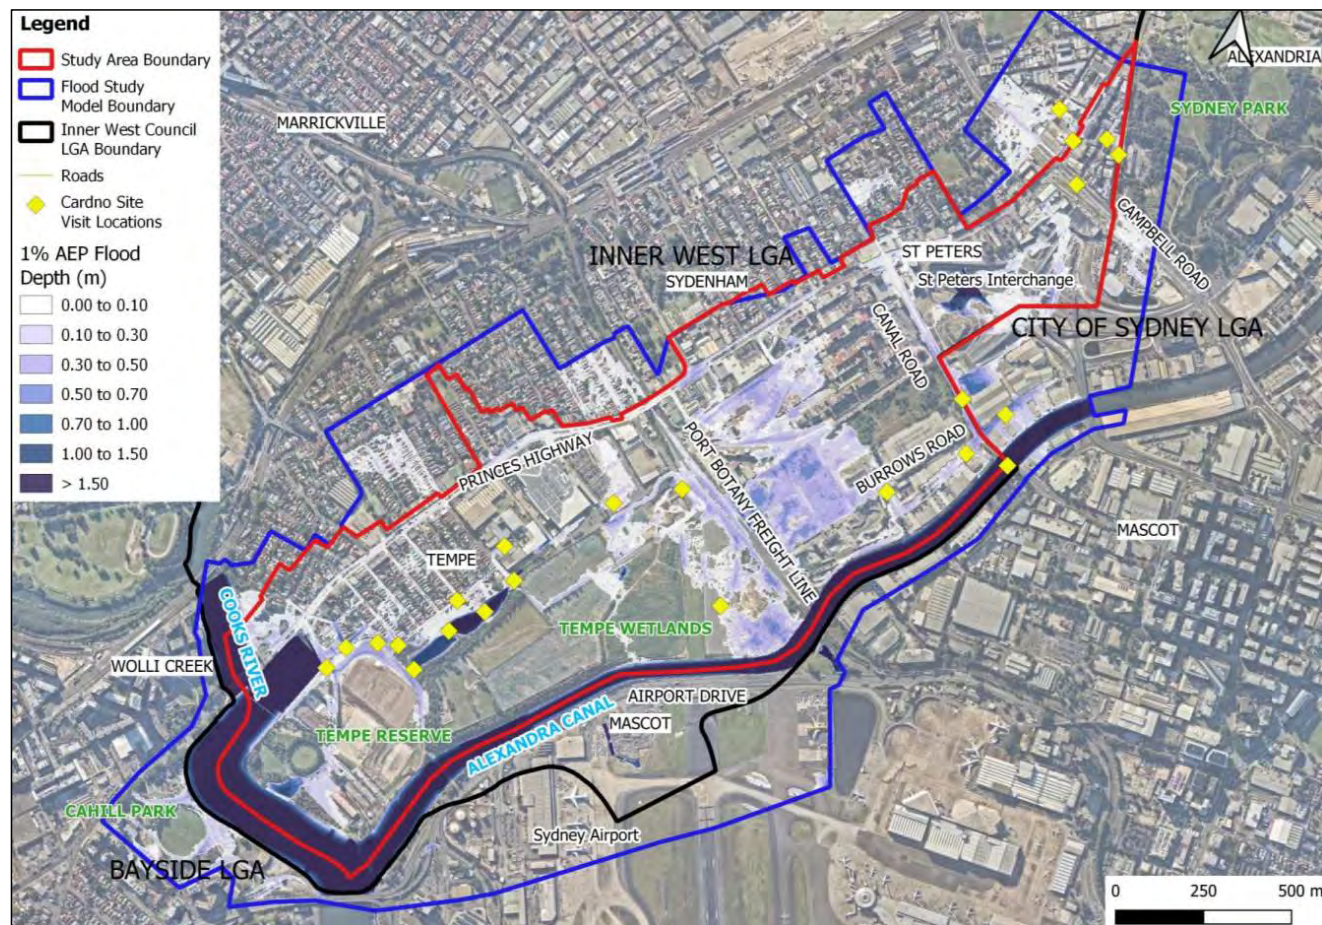 Legend
Study Area Boundary
Flood Study
Model Boundary
Inner West Council
LGA Boundary
Roads
Cardno Site
Visit Locations
1% AEP Flood
Depth (m)
0.00 to 0.10
0.10 to 0.30
0.30 to 0.50
0.50 to 0.70
0.70 to 1.00
1.00 to 1.50
> 1.50
ALEXANDRIA
SYDNEY PARK
MARRICKVILLE
CAMPBELL ROAD
INNER WEST LGA
ST PETERS
SYDENHAM
St Peters Interchange
CANAL ROAD
CITY OF SYDNEY LGA
PRINCES HIGHWAY
PORT BOTANY FREIGHT LINE
BURROWS ROAD
MASCOT
TEMPE
COOKS RIVER
TEMPE WETLANDS
WOLLI CREEK
AIRPORT DRIVE
MASCOT
ALEXANDRA CANAL
TEMPE RESERVE
CAHILL PARK
Sydney Airport
BAYSIDE LGA
0 250 500 m